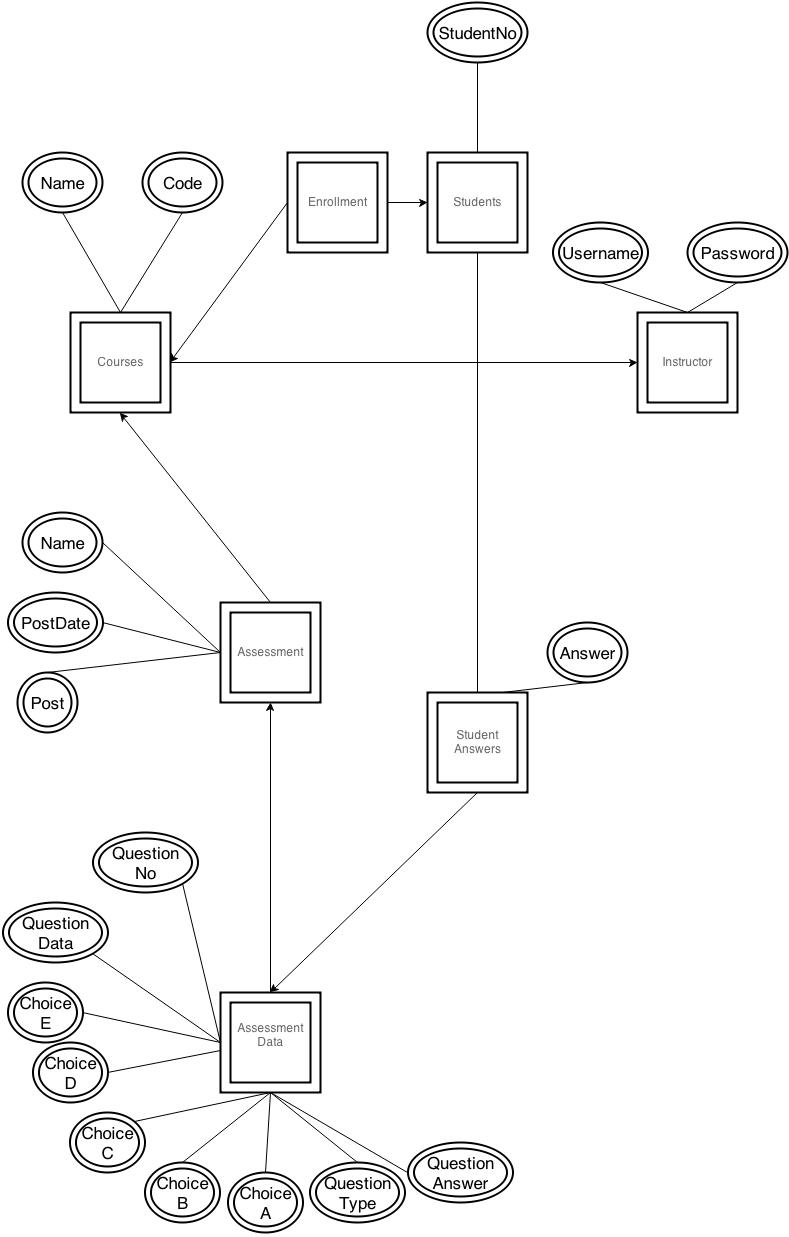 StudentNo
Name
Code
Enrollment
Students
Username
Password
Courses
Instructor
Name
PostDate
Post
Assessment
Answer
Student
Answers
Question
No
Question
Data
Choice
E
Choice
D
Assessment
Data
Choice
C
Choice
B
Choice
A
Question
Type
Question
Answer